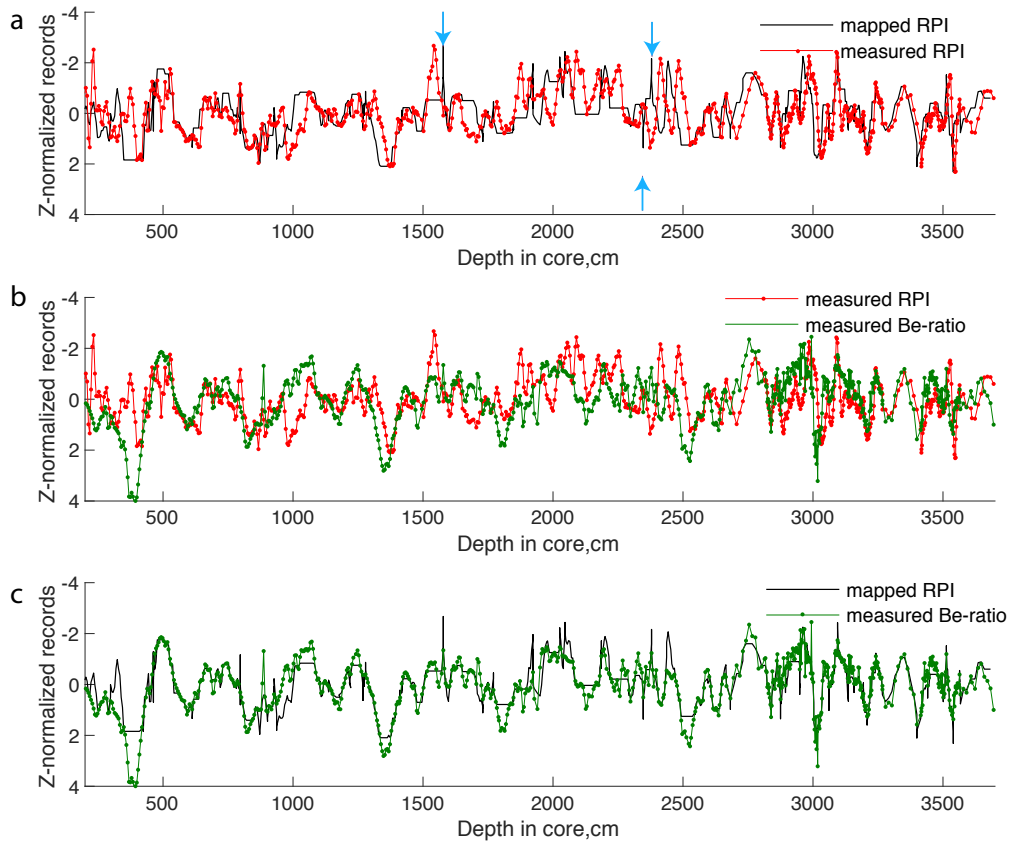 a
mapped RPI
measured RPI
Z-normalized records
-4
-2
0
2
4
500
1000
1500
2000
2500
3000
3500
Depth in core,cm
b
measured RPI
measured Be-ratio
Z-normalized records
-4
-2
0
2
4
500
1000
1500
2000
2500
3000
3500
Depth in core,cm
c
mapped RPI
measured Be-ratio
Z-normalized records
-4
-2
0
2
4
500
1000
1500
2000
2500
3000
3500
Depth in core,cm